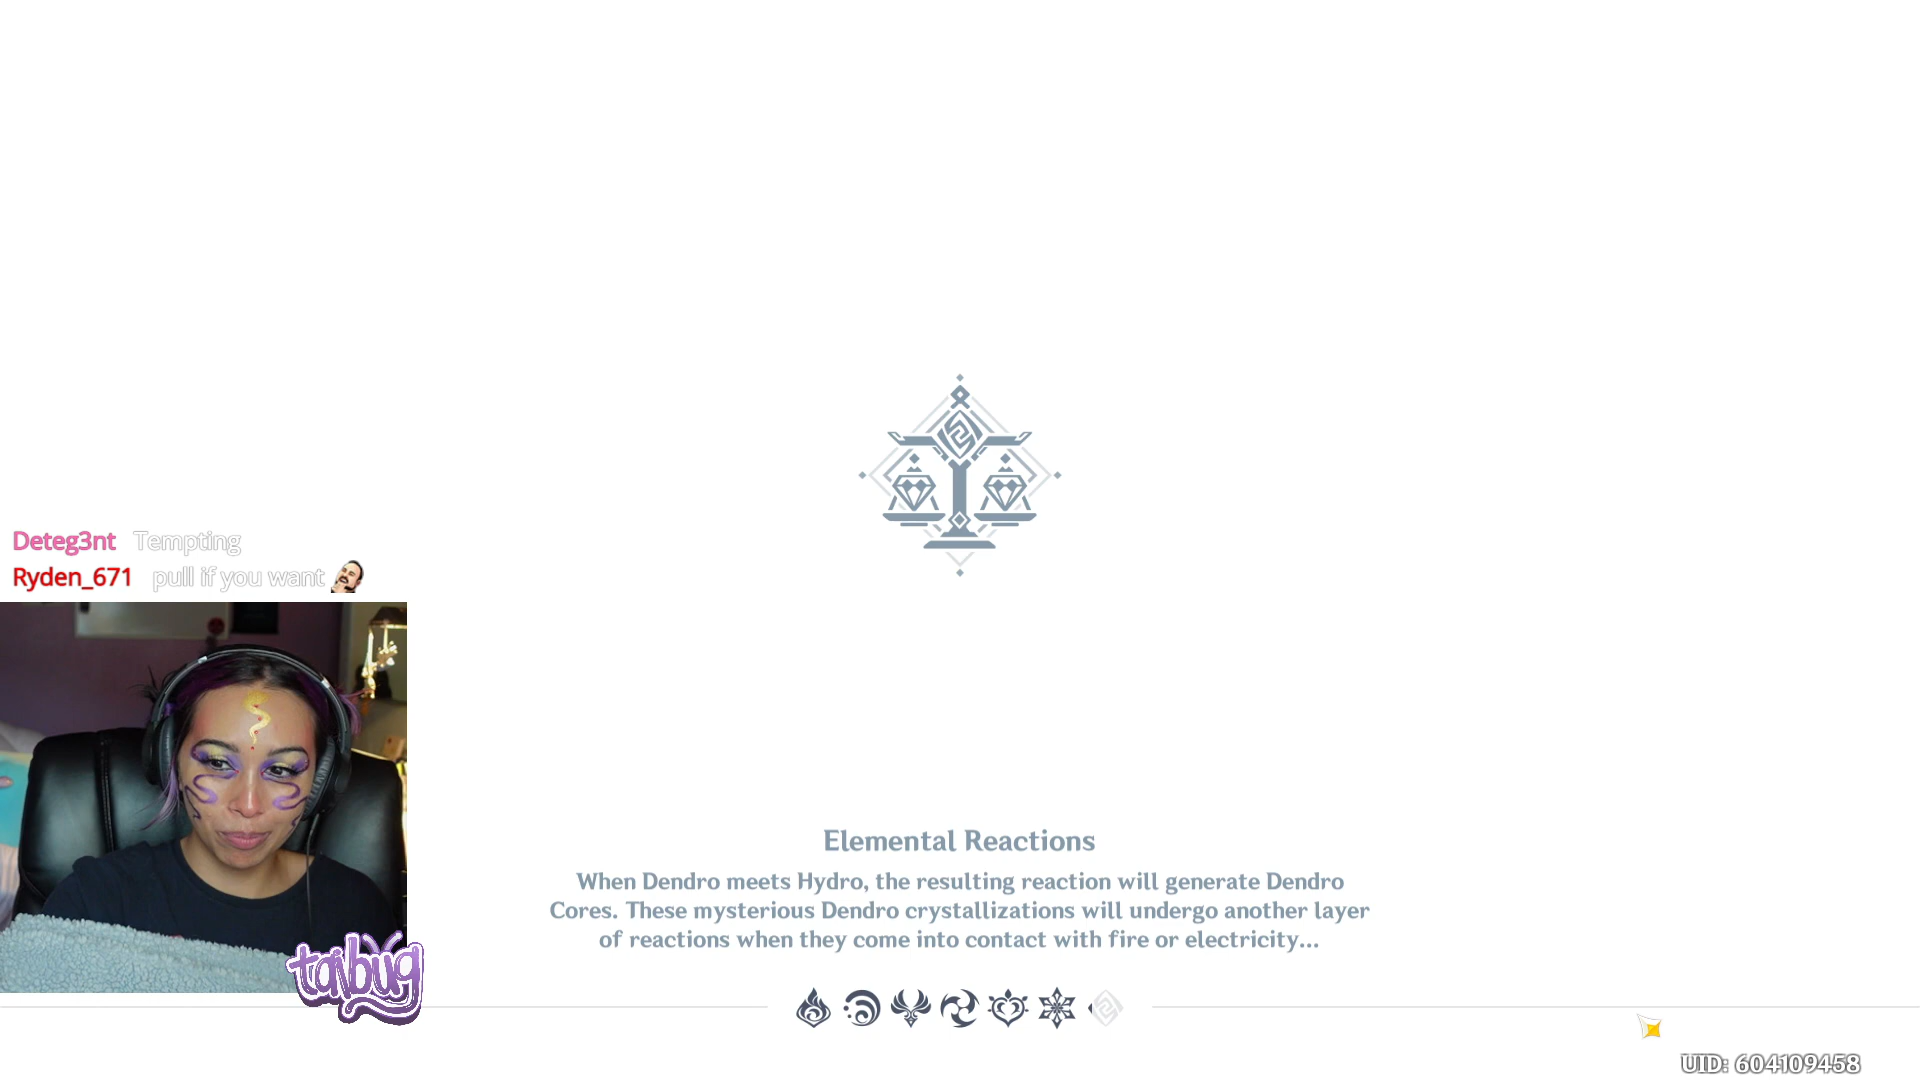 Deteg3nt Tempting
Ryden_671 pull if you want
taibug
Elemental Reactions
When Dendro meets Hydro, the resulting reaction will generate Dendro
Cores. These mysterious Dendro crystallizations will undergo another layer
of reactions when they come into contact with fire or electricity...
UID: 604109458